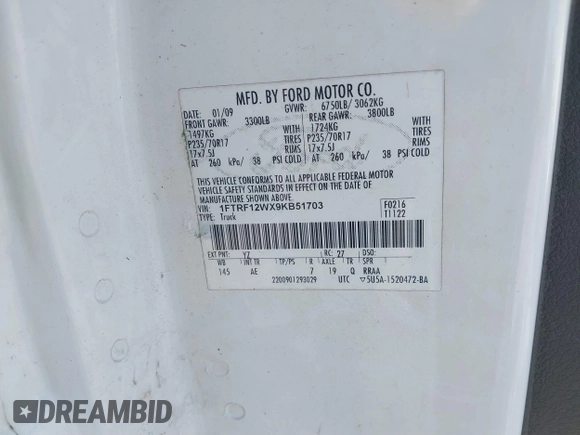 MFD. BY FORD MOTOR CO.
DATE: 01/09 GVWR: 6750LB/ 3062KG
FRONT GAWR: 3300LB REAR GAWR: 3800LB
1497KG WITH 1724KG WITH
P235/70R17 TIRES P235/70R17 TIRES
17x7.5J RIMS 17x7.5J RIMS
AT 260 kPa/ 38 PSI COLD AT 260 kPa/ 38 PSI COLD
THIS VEHICLE CONFORMS TO ALL APPLICABLE FEDERAL MOTOR
VEHICLE SAFETY STANDARDS IN EFFECT ON THE DATE OF
MANUFACTURE SHOWN ABOVE.
VIN: 1FTRF12WX9KB51703 F0216
TYPE: Truck T1122
EXT PNT: YZ RC: 27 DSO:
WB INT TR TP/PS R AXLE TR SPR
145 AE 7 19 Q RRAA
2200901293029 UTC ▽5U5A-1520472-BA
DREAMBID